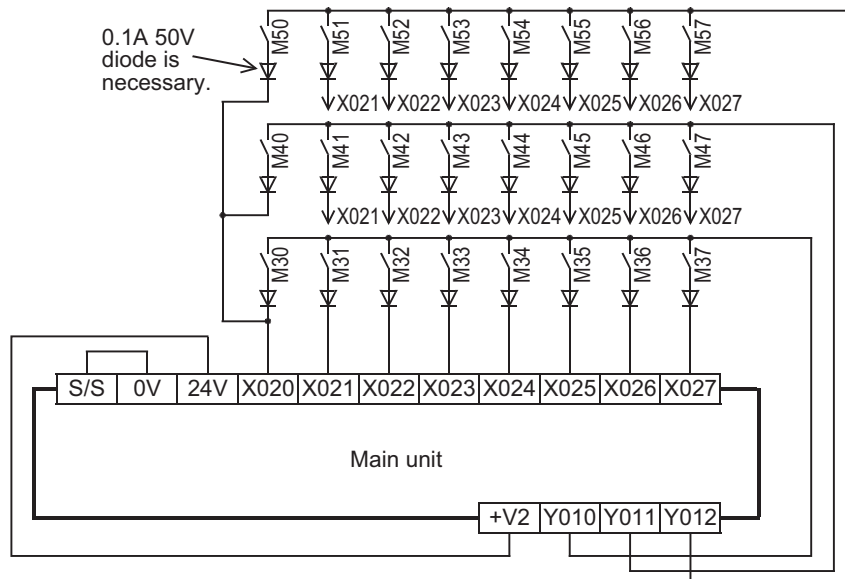 M50 M51 M52 M53 M54 M55 M56 M57
0.1A 50V
diode is
necessary.
X021 X022 X023 X024 X025 X026 X027
M40 M41 M42 M43 M44 M45 M46 M47
X021 X022 X023 X024 X025 X026 X027
M30 M31 M32 M33 M34 M35 M36 M37
S/S 0V 24V X020 X021 X022 X023 X024 X025 X026 X027
Main unit
+V2 Y010 Y011 Y012